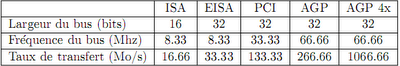 ISA EISA PCI AGP AGP 4x
Largeur du bus (bits) 16 32 32 32 32
Fréquence du bus (Mhz) 8.33 8.33 33.33 66.66 66.66
Taux de transfert (Mo/s) 16.66 33.33 133.33 266.66 1066.66